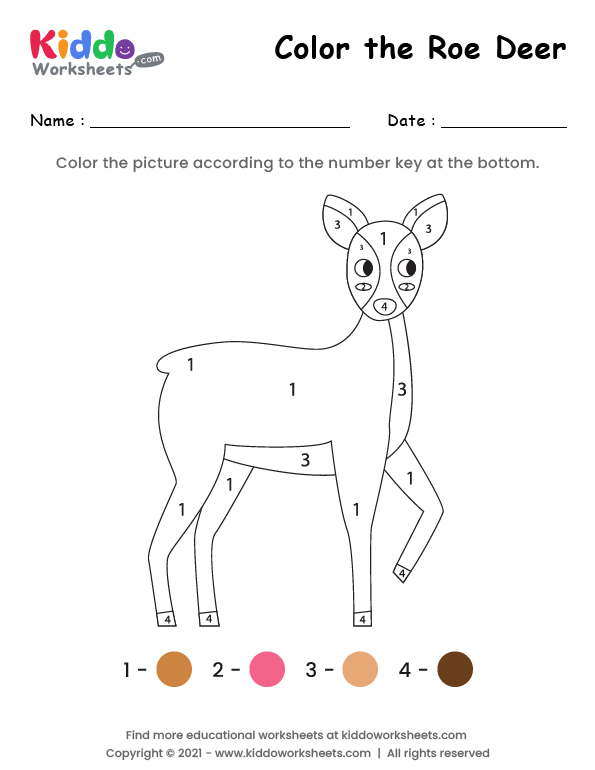 Kiddo
Worksheets .com
Color the Roe Deer
Name :
Date :
Color the picture according to the number key at the bottom.
1 1
3 3
1
3 3
2 2
4
1
1
3
3
1 1
1 1
4
4 4 4
1 - 2 - 3 - 4 -
Find more educational worksheets at kiddoworksheets.com
Copyright © 2021 - www.kiddoworksheets.com | All rights reserved